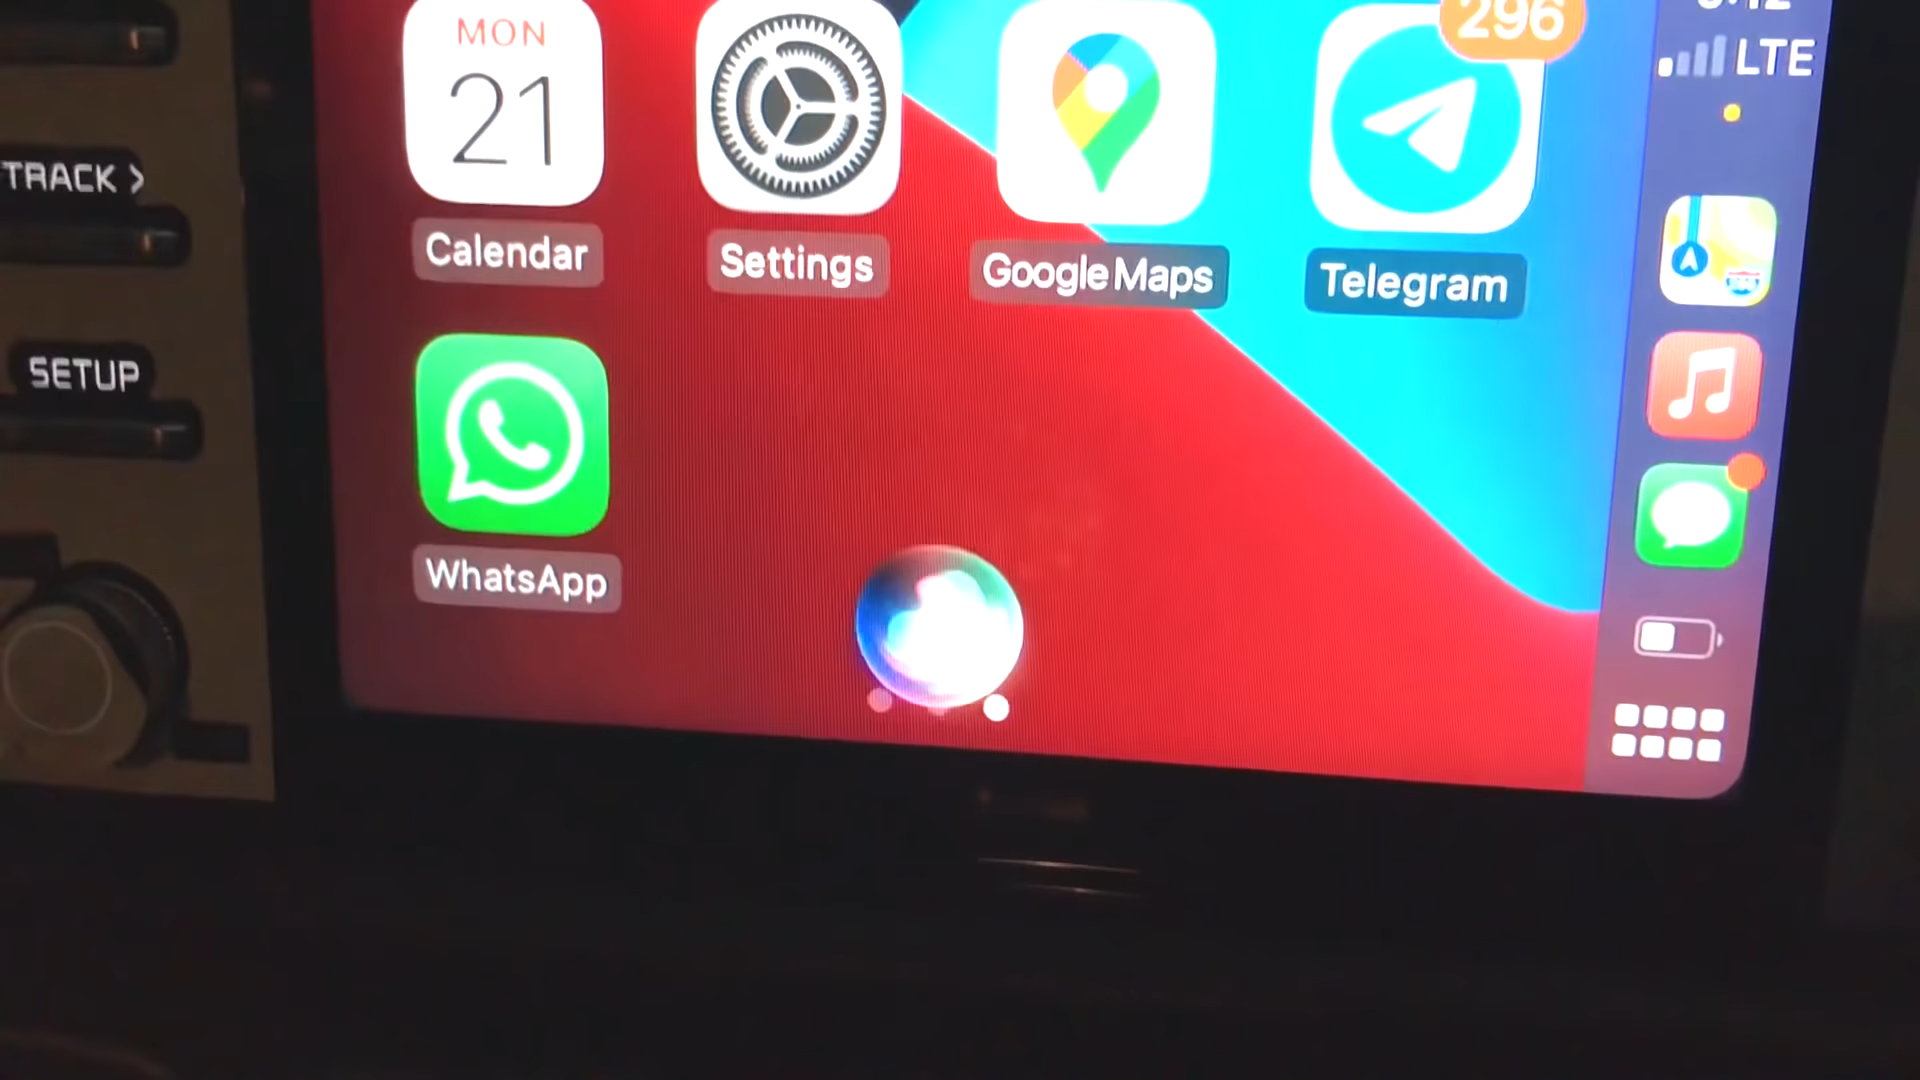 MON
21
296
LTE
TRACK >
Calendar
Settings
Google Maps
Telegram
SETUP
WhatsApp